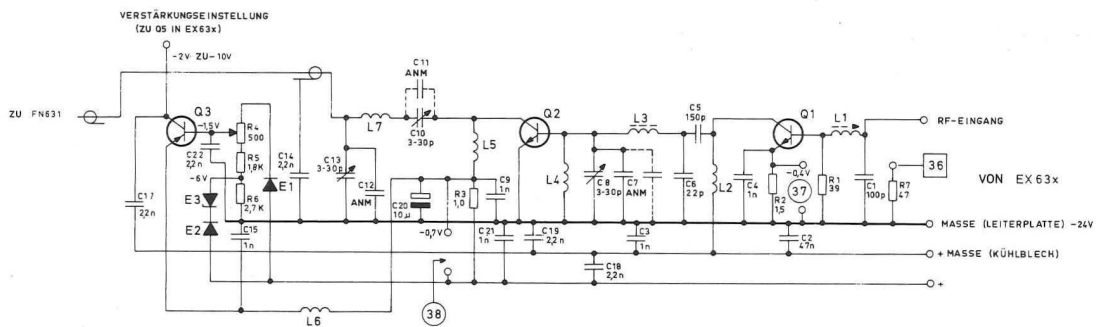 VERSTÄRKUNGSEINSTELLUNG
(ZU Q5 IN EX63x)
-2V ZU -10V
ZU FN631
Q3
-1,5V
R4
500
C22
2,2n
R5
1,8K
-6V
R6
2,7K
E3
E2
E1
C17
22n
C15
1n
C14
2,2n
L6
C13
3-30p
C12
ANM
L7
C11
ANM
C10
3-30p
C20
10µ
-0,7V
38
L5
R3
1,0
C9
1n
C21
1n
C19
2,2n
Q2
L4
C8
3-30p
C7
ANM
L3
C3
1n
C18
2,2n
C5
150p
C6
22p
L2
Q1
C4
1n
-0,4V
37
R2
1,5
R1
39
L1
C1
100p
C2
47n
R7
47
36
RF-EINGANG
VON EX63x
MASSE (LEITERPLATTE) -24V
+ MASSE (KÜHLBLECH)
+